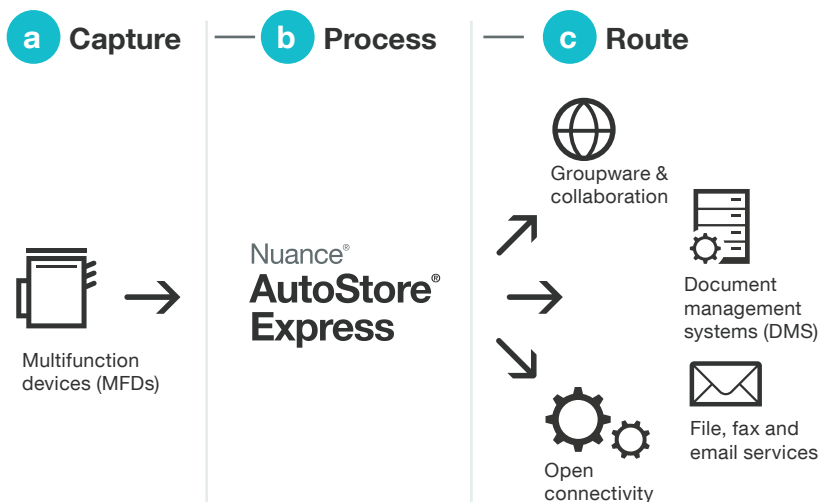 a Capture
b Process
c Route
Multifunction
devices (MFDs)
Nuance®
AutoStore®
Express
Groupware &
collaboration
Document
management
systems (DMS)
File, fax and
email services
Open
connectivity